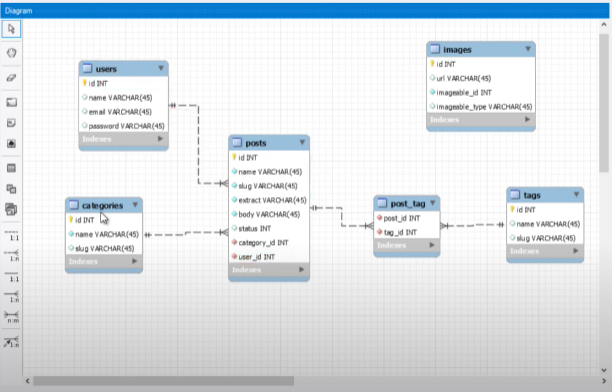 Diagram
images
id INT
url VARCHAR(45)
imageable_id INT
imageable_type VARCHAR(45)
Indexes
users
id INT
name VARCHAR(45)
email VARCHAR(45)
password VARCHAR(45)
Indexes
posts
id INT
name VARCHAR(45)
slug VARCHAR(45)
extract VARCHAR(45)
body VARCHAR(45)
status INT
category_id INT
user_id INT
Indexes
categories
id INT
name VARCHAR(45)
slug VARCHAR(45)
Indexes
post_tag
post_id INT
tag_id INT
Indexes
tags
id INT
name VARCHAR(45)
slug VARCHAR(45)
Indexes
1:1
1:n
1:1
1:n
n:m
1:n